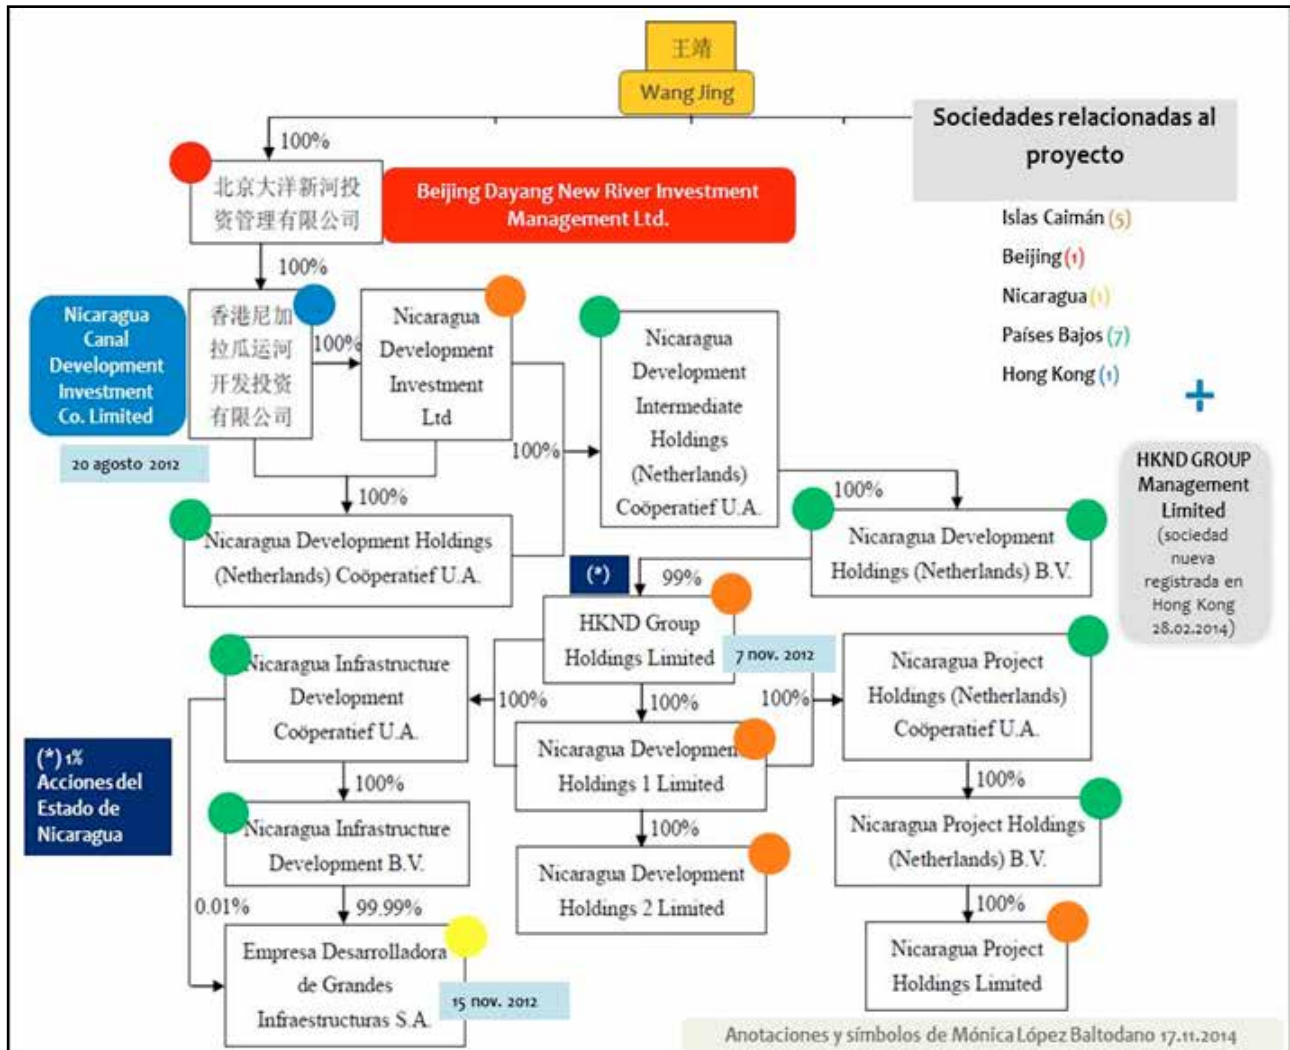 王靖
Wang Jing
Sociedades relacionadas al
proyecto
100%
北京大洋新河投
资管理有限公司
Beijing Dayang New River Investment
Management Ltd.
Islas Caimán (5)
Beijing (1)
Nicaragua (1)
Países Bajos (7)
Hong Kong (1)
+
100%
Nicaragua
Canal
Development
Investment
Co. Limited
香港尼加
拉瓜运河
开发投资
有限公司
100%
Nicaragua
Development
Investment
Ltd
Nicaragua
Development
Intermediate
Holdings
(Netherlands)
Coöperatief U.A.
100%
20 agosto 2012
100%
HKND GROUP
Management
Limited
(sociedad
nueva
registrada en
Hong Kong
28.02.2014)
100%
Nicaragua Development Holdings
(Netherlands) Coöperatief U.A.
Nicaragua Development
Holdings (Netherlands) B.V.
(*)
99%
HKND Group
Holdings Limited
7 nov. 2012
Nicaragua Infrastructure
Development
Coöperatief U.A.
100%
100%
100%
Nicaragua Project
Holdings (Netherlands)
Coöperatief U.A.
(*) 1%
Acciones del
Estado de
Nicaragua
Nicaragua Development
Holdings 1 Limited
100%
100%
100%
Nicaragua Infrastructure
Development B.V.
Nicaragua Development
Holdings 2 Limited
Nicaragua Project Holdings
(Netherlands) B.V.
0.01%
99.99%
100%
Empresa Desarrolladora
de Grandes
Infraestructuras S.A.
15 nov. 2012
Nicaragua Project
Holdings Limited
Anotaciones y símbolos de Mónica López Baltodano 17.11.2014